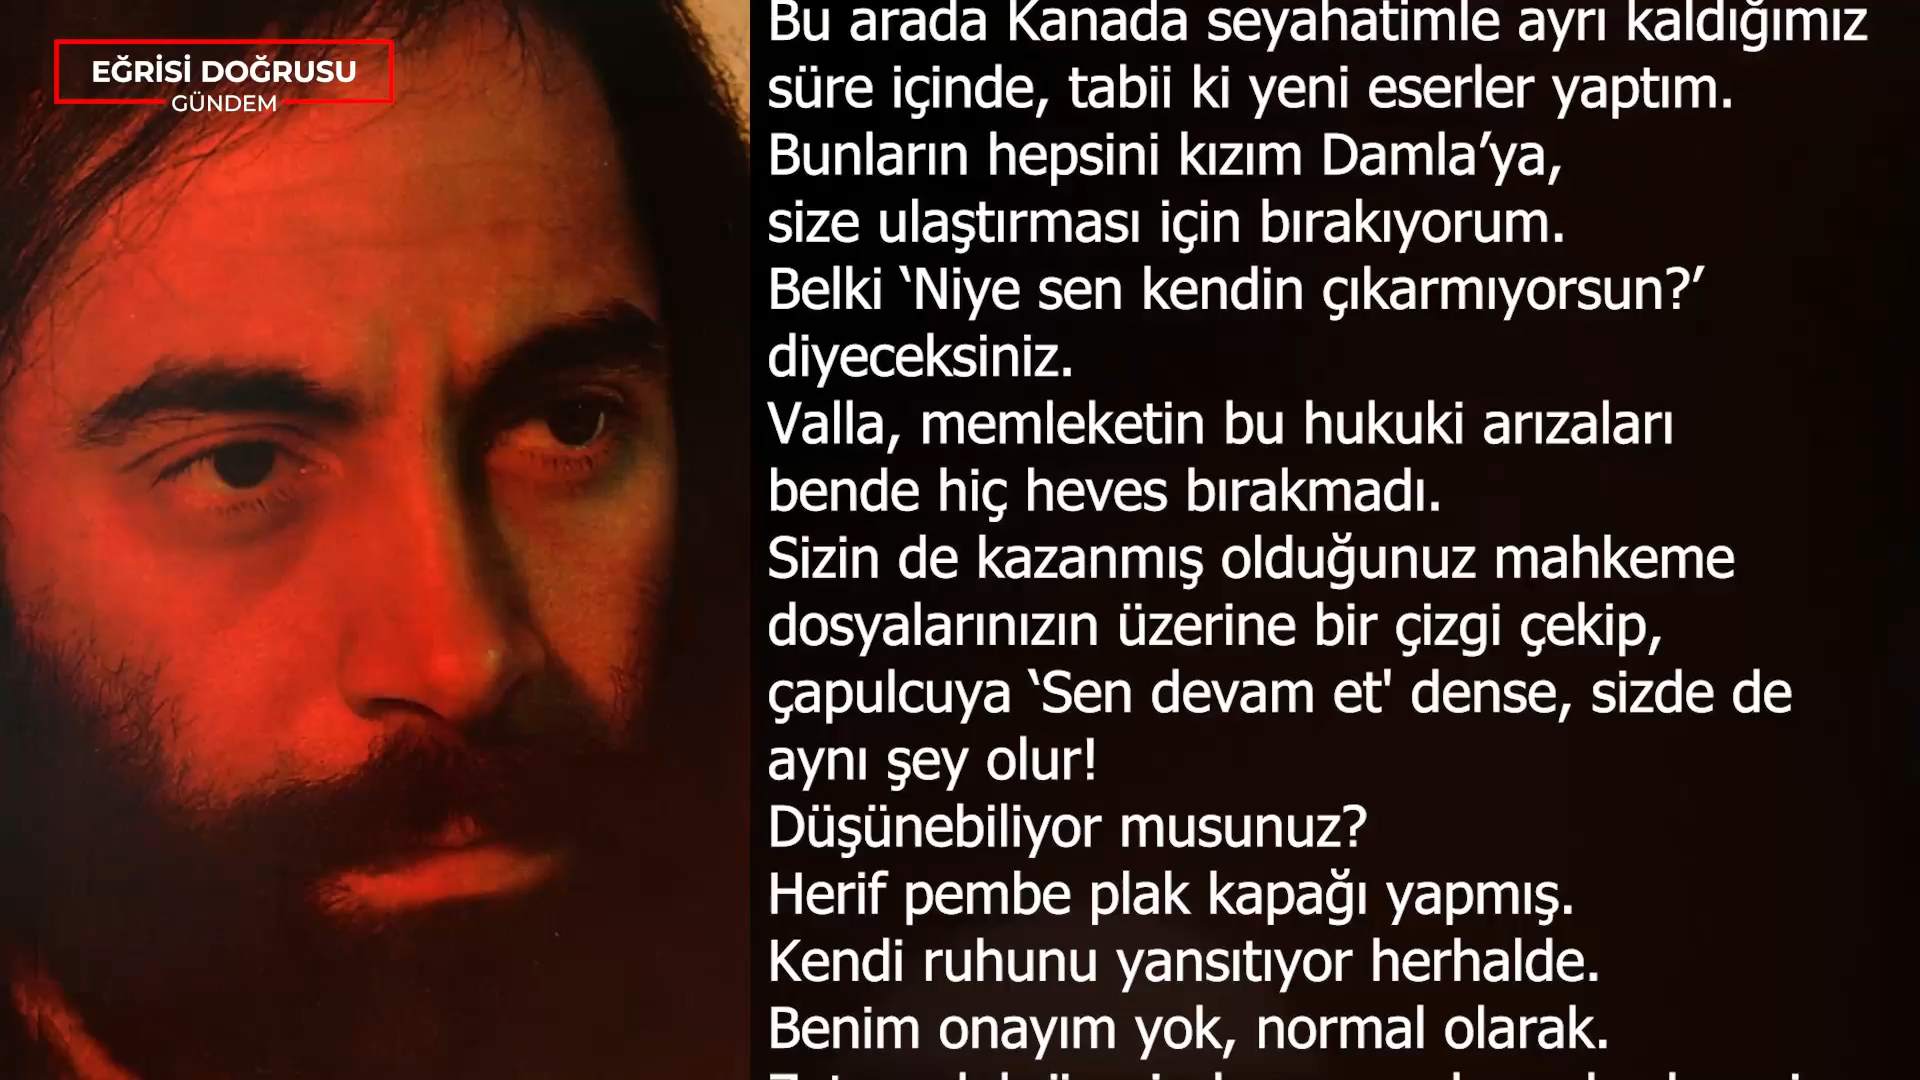 EĞRİSİ DOĞRUSU
GÜNDEM
Bu arada Kanada seyahatimle ayrı kaldığımız
süre içinde, tabii ki yeni eserler yaptım.
Bunların hepsini kızım Damla’ya,
size ulaştırması için bırakıyorum.
Belki ‘Niye sen kendin çıkarmıyorsun?’
diyeceksiniz.
Valla, memleketin bu hukuki arızaları
bende hiç heves bırakmadı.
Sizin de kazanmış olduğunuz mahkeme
dosyalarınızın üzerine bir çizgi çekip,
çapulcuya ‘Sen devam et' dense, sizde de
aynı şey olur!
Düşünebiliyor musunuz?
Herif pembe plak kapağı yapmış.
Kendi ruhunu yansıtıyor herhalde.
Benim onayım yok, normal olarak.